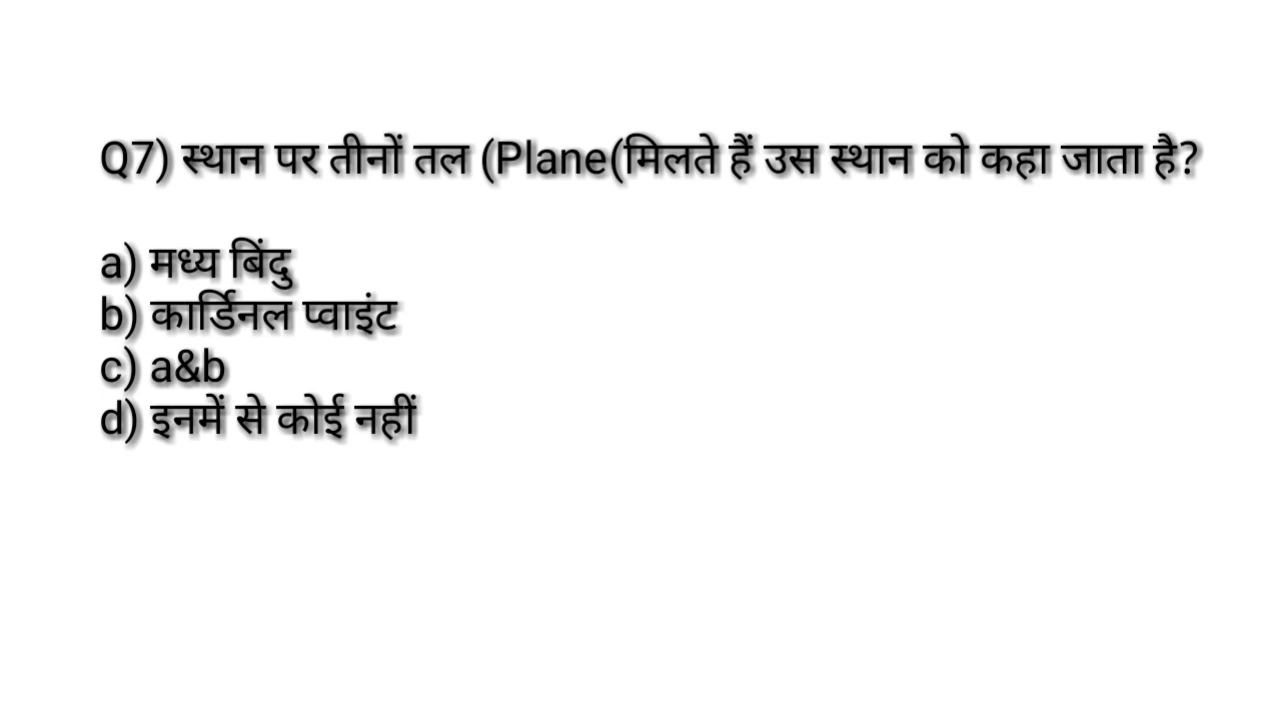 Q7) स्थान पर तीनों तल (Plane(मिलते हैं उस स्थान को कहा जाता है?
a) मध्य बिंदु
b) कार्डिनल प्वाइंट
c) a&b
d) इनमें से कोई नहीं